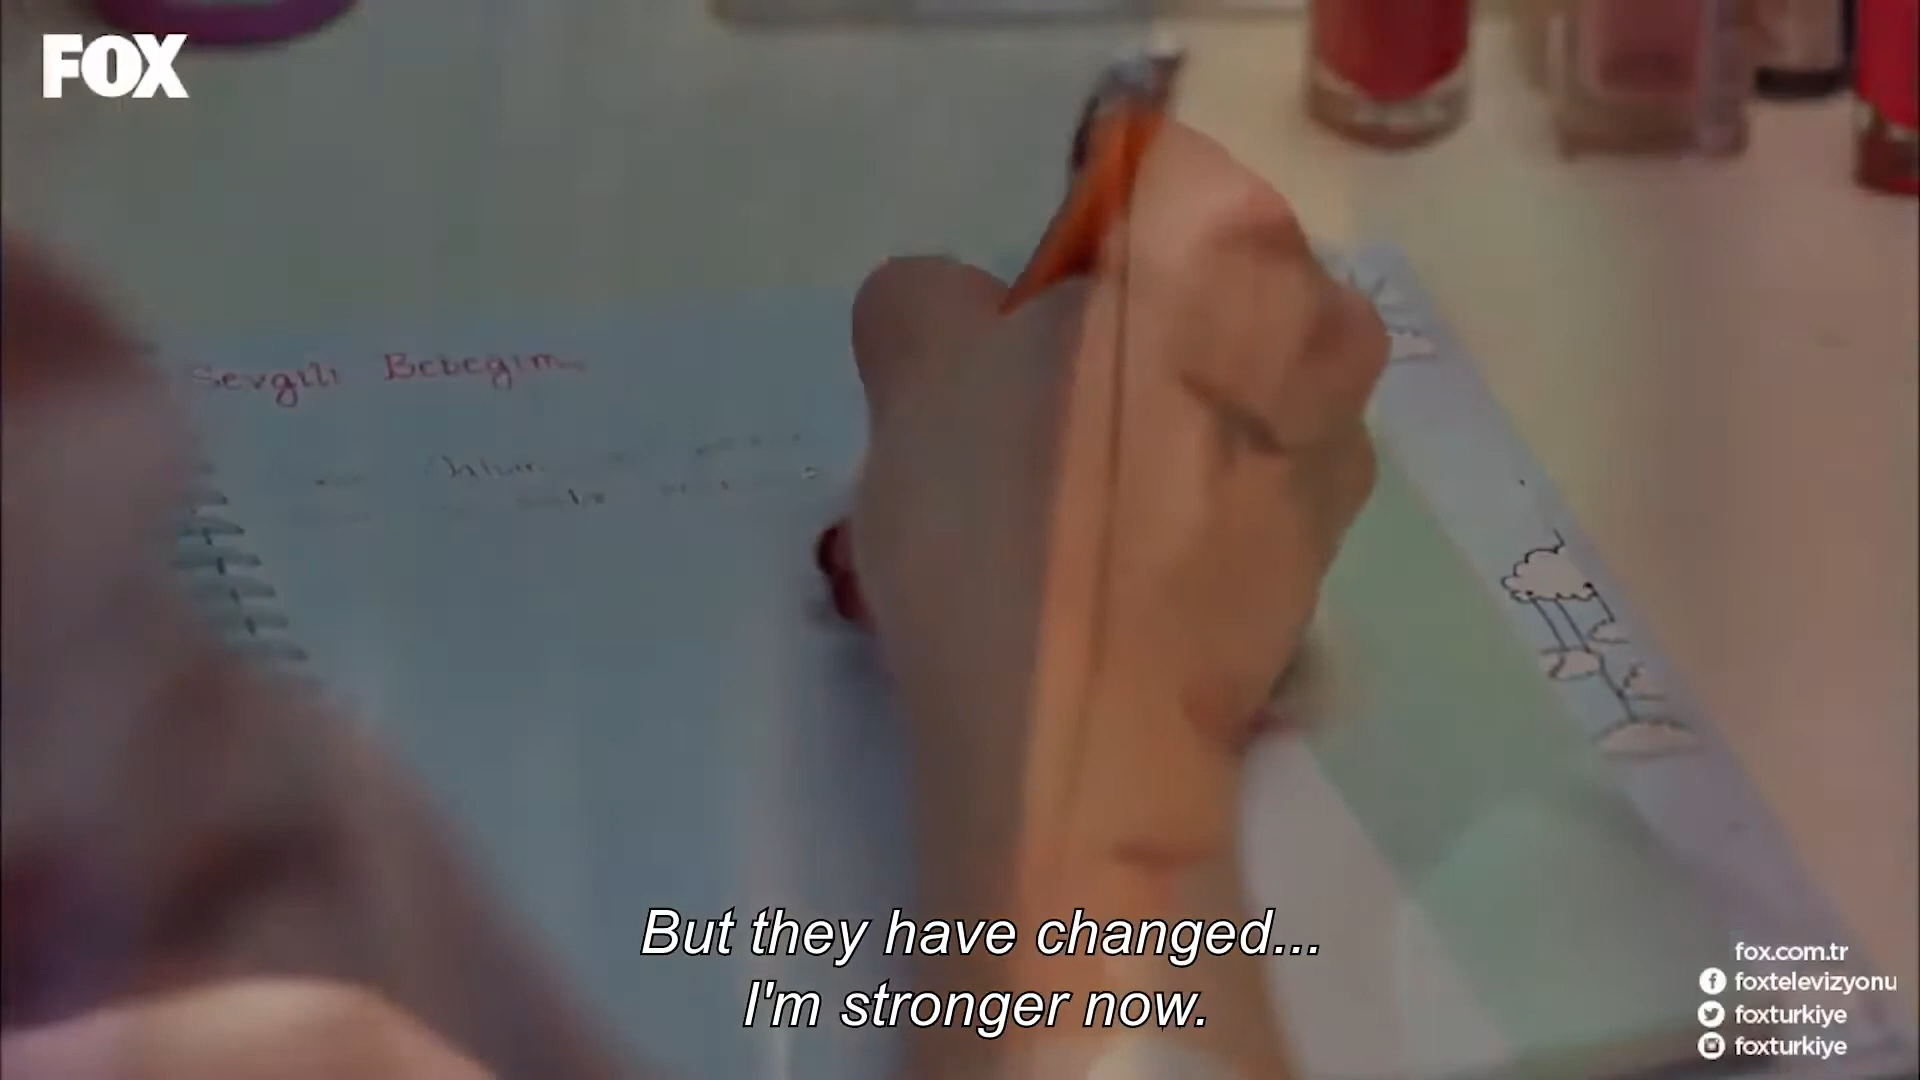 FOX
Sevgili Bebeğim
But they have changed...
I'm stronger now.
fox.com.tr
foxtelevizyonu
foxturkiye
foxturkiye